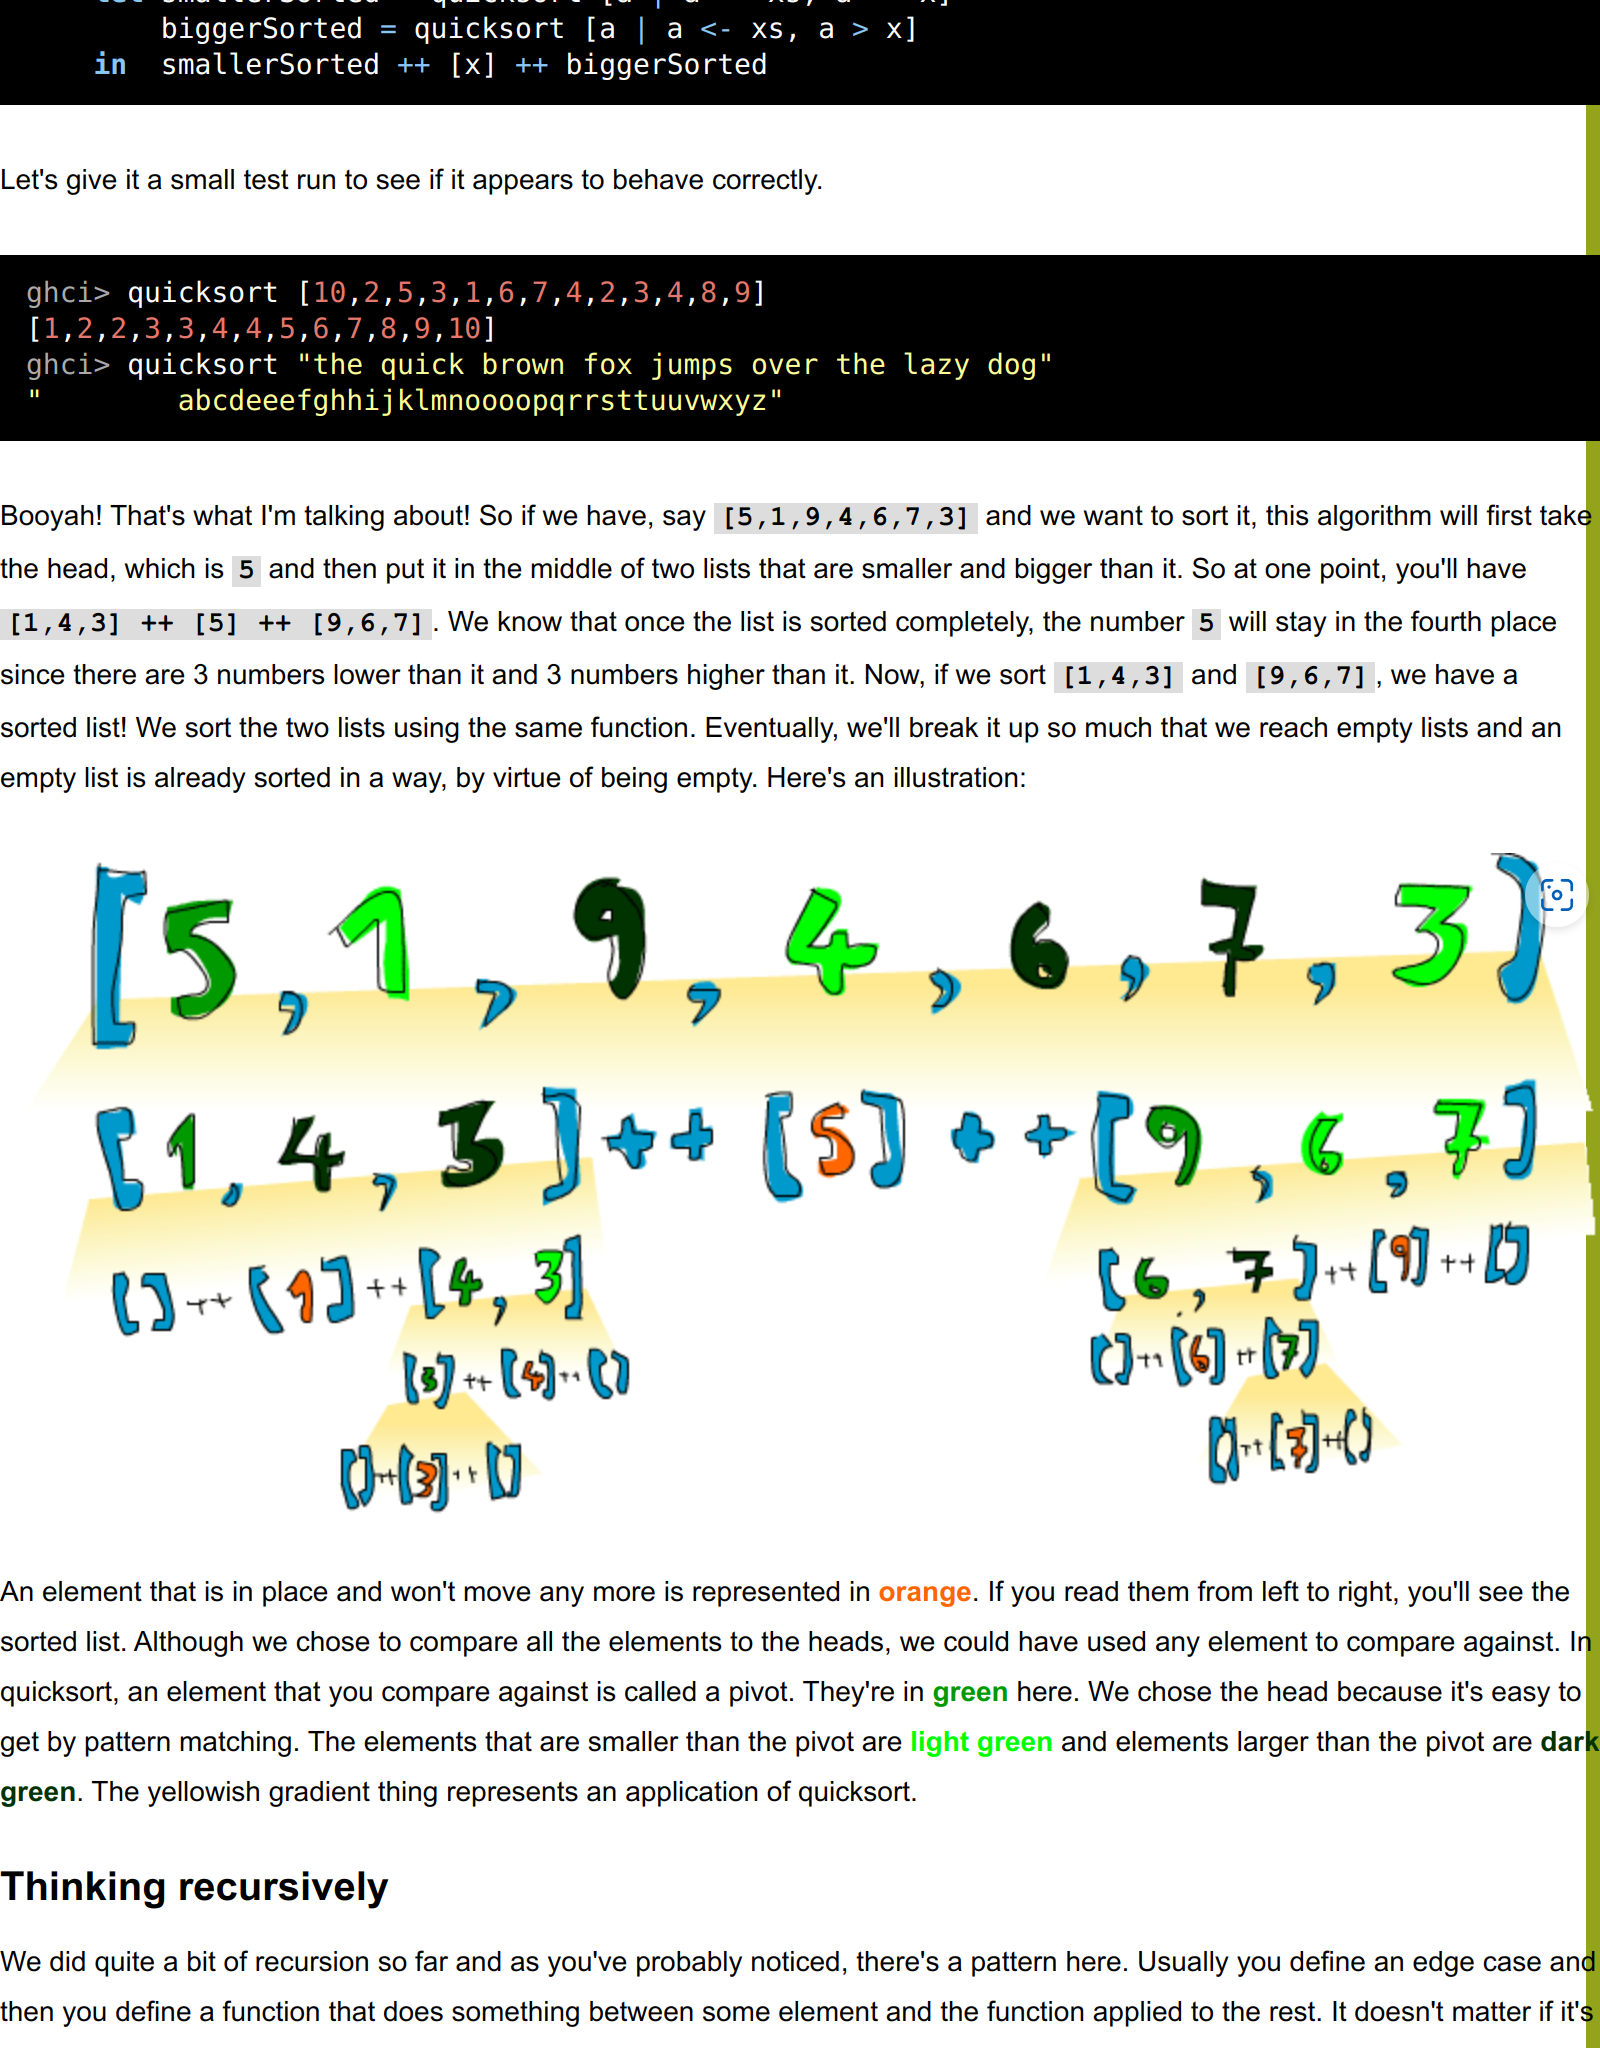 biggerSorted = quicksort [a | a <- xs, a > x]
in smallerSorted ++ [x] ++ biggerSorted
Let's give it a small test run to see if it appears to behave correctly.
ghci> quicksort [10,2,5,3,1,6,7,4,2,3,4,8,9]
[1,2,2,3,3,4,4,5,6,7,8,9,10]
ghci> quicksort "the quick brown fox jumps over the lazy dog"
"        abcdeeefghhijklmnoooopqrrsttuuvwxyz"
Booyah! That's what I'm talking about! So if we have, say [5,1,9,4,6,7,3] and we want to sort it, this algorithm will first take
the head, which is 5 and then put it in the middle of two lists that are smaller and bigger than it. So at one point, you'll have
[1,4,3] ++ [5] ++ [9,6,7]. We know that once the list is sorted completely, the number 5 will stay in the fourth place
since there are 3 numbers lower than it and 3 numbers higher than it. Now, if we sort [1,4,3] and [9,6,7], we have a
sorted list! We sort the two lists using the same function. Eventually, we'll break it up so much that we reach empty lists and an
empty list is already sorted in a way, by virtue of being empty. Here's an illustration:
[5,1,9,4,6,7,3]
[1,4,3]++[5]++[9,6,7]
[]++[1]++[4,3] [6,7]++[9]++[]
[3]++[4]++[] []++[6]++[7]
[]++[3]++[] []++[7]++[]
An element that is in place and won't move any more is represented in orange. If you read them from left to right, you'll see the
sorted list. Although we chose to compare all the elements to the heads, we could have used any element to compare against. In
quicksort, an element that you compare against is called a pivot. They're in green here. We chose the head because it's easy to
get by pattern matching. The elements that are smaller than the pivot are light green and elements larger than the pivot are dark
green. The yellowish gradient thing represents an application of quicksort.
Thinking recursively
We did quite a bit of recursion so far and as you've probably noticed, there's a pattern here. Usually you define an edge case and
then you define a function that does something between some element and the function applied to the rest. It doesn't matter if it's